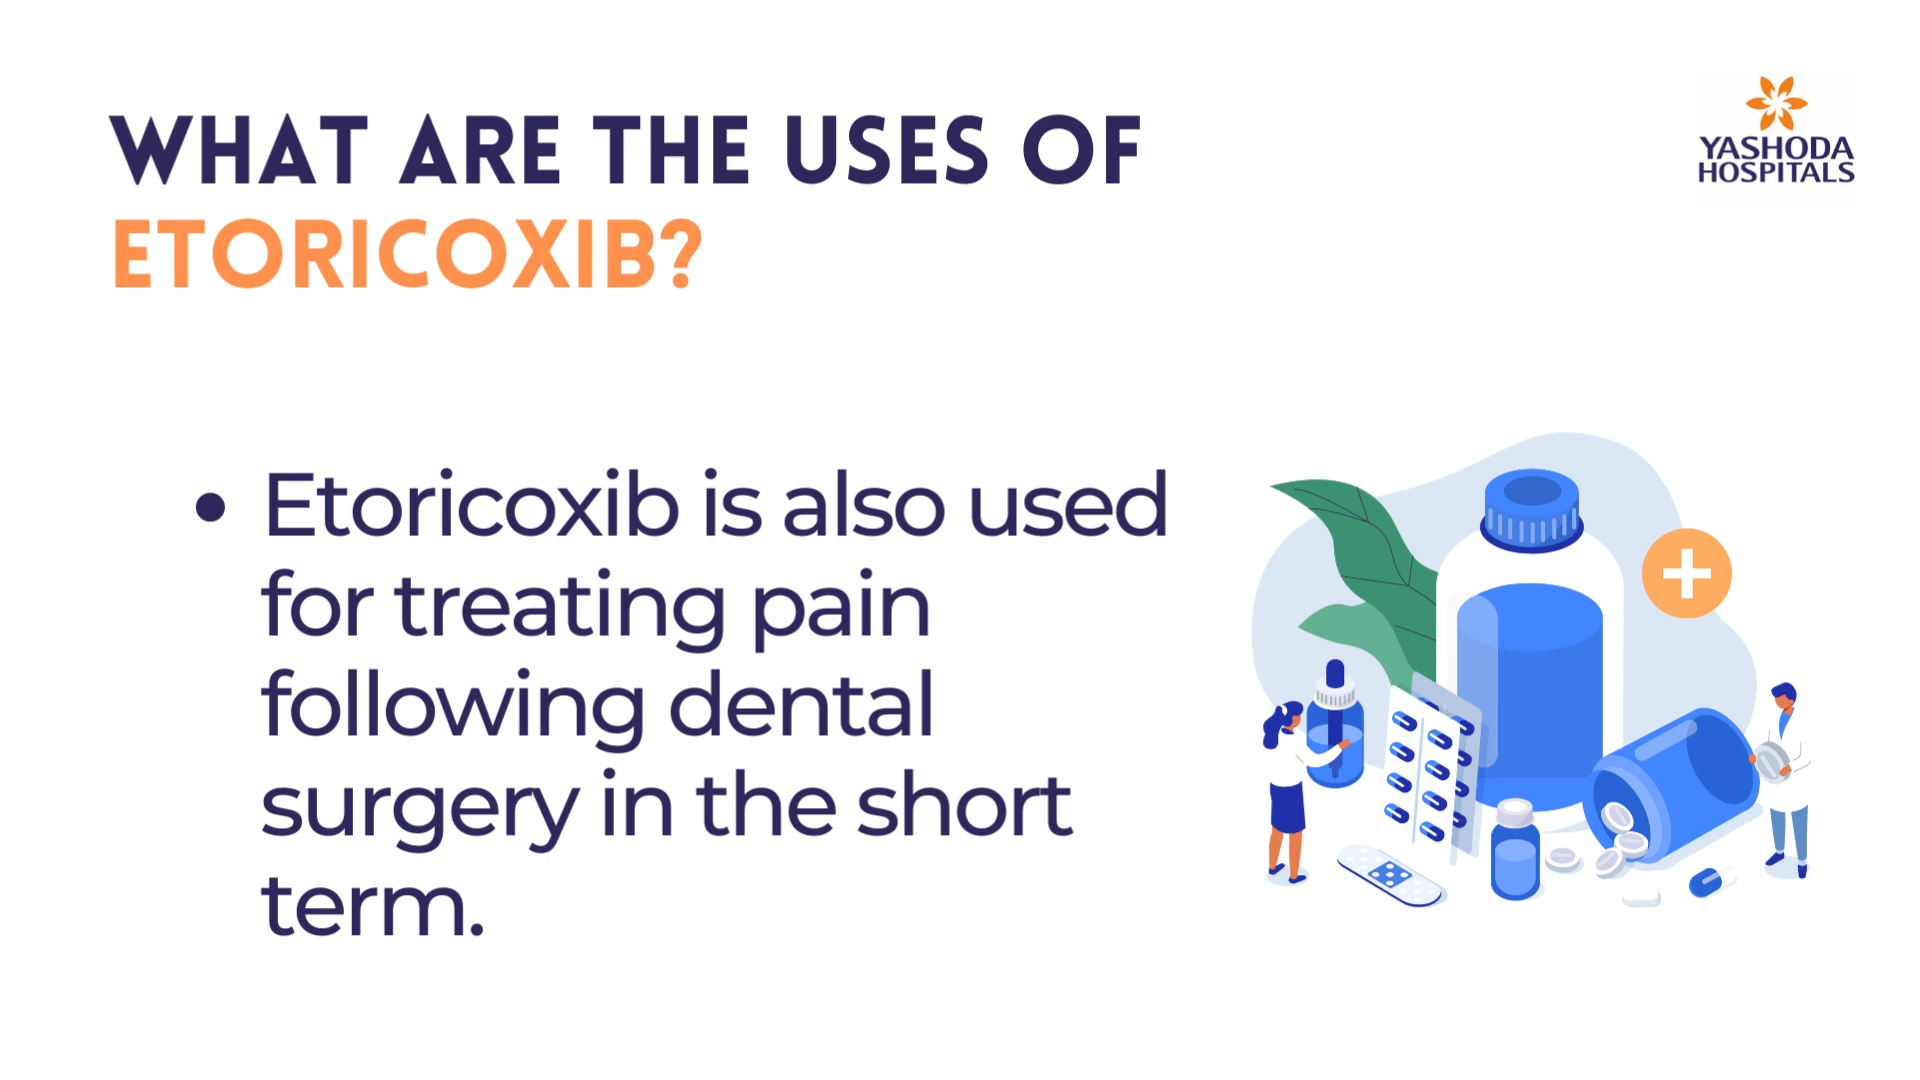 WHAT ARE THE USES OF
ETORICOXIB?
YASHODA
HOSPITALS
• Etoricoxib is also used
for treating pain
following dental
surgery in the short
term.